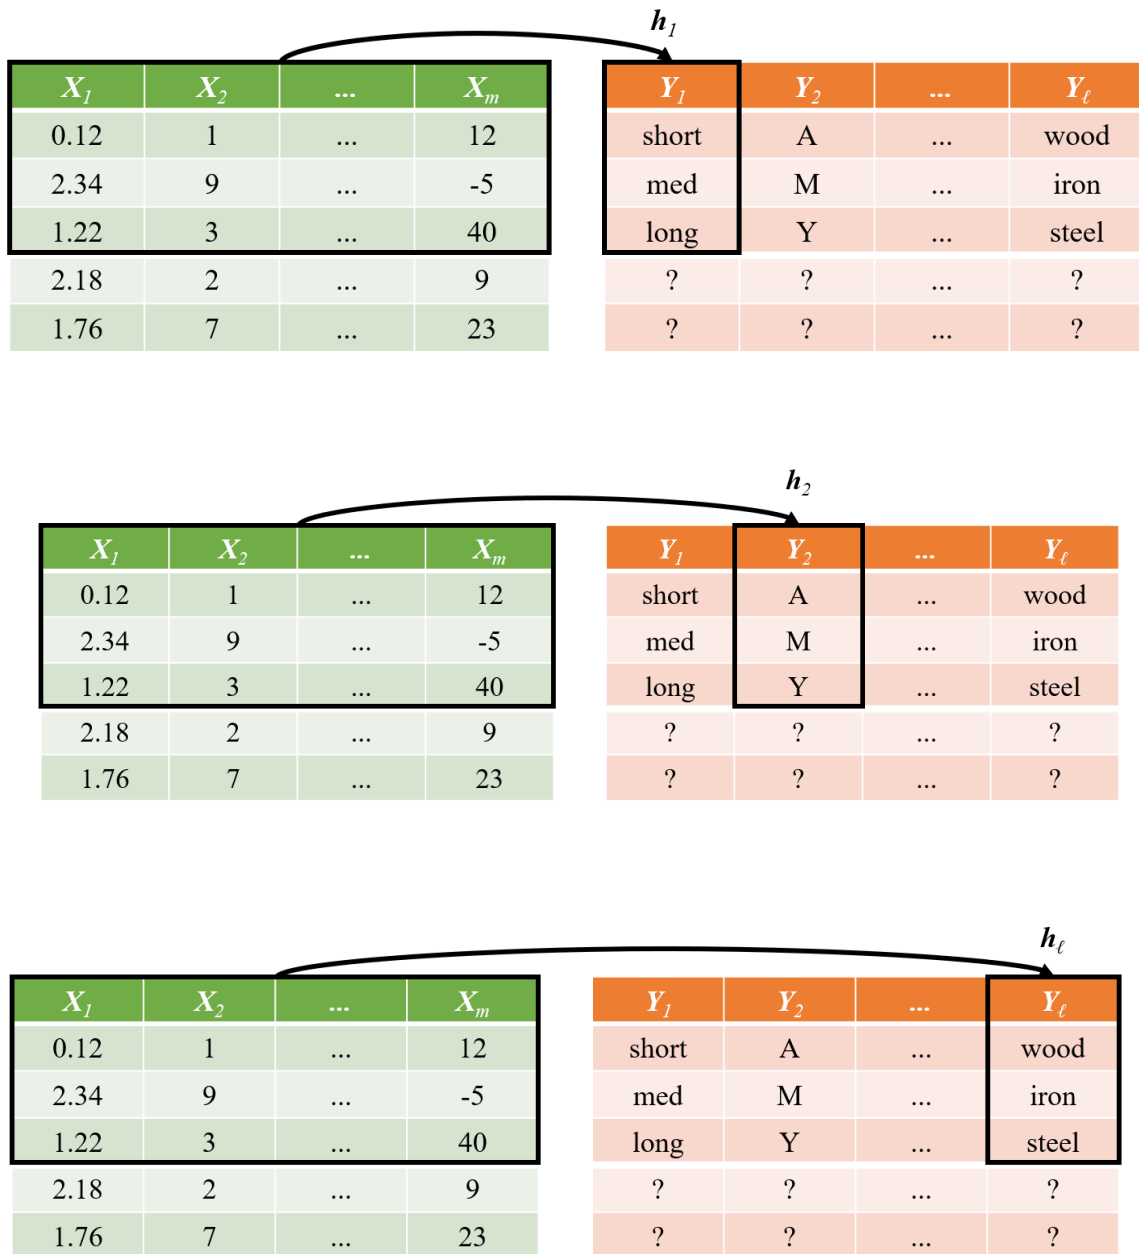 h₁
X₁ X₂ ... Xₘ Y₁ Y₂ ... Yℓ
0.12 1 ... 12 short A ... wood
2.34 9 ... -5 med M ... iron
1.22 3 ... 40 long Y ... steel
2.18 2 ... 9 ? ? ... ?
1.76 7 ... 23 ? ? ... ?
h₂
X₁ X₂ ... Xₘ Y₁ Y₂ ... Yℓ
0.12 1 ... 12 short A ... wood
2.34 9 ... -5 med M ... iron
1.22 3 ... 40 long Y ... steel
2.18 2 ... 9 ? ? ... ?
1.76 7 ... 23 ? ? ... ?
hℓ
X₁ X₂ ... Xₘ Y₁ Y₂ ... Yℓ
0.12 1 ... 12 short A ... wood
2.34 9 ... -5 med M ... iron
1.22 3 ... 40 long Y ... steel
2.18 2 ... 9 ? ? ... ?
1.76 7 ... 23 ? ? ... ?